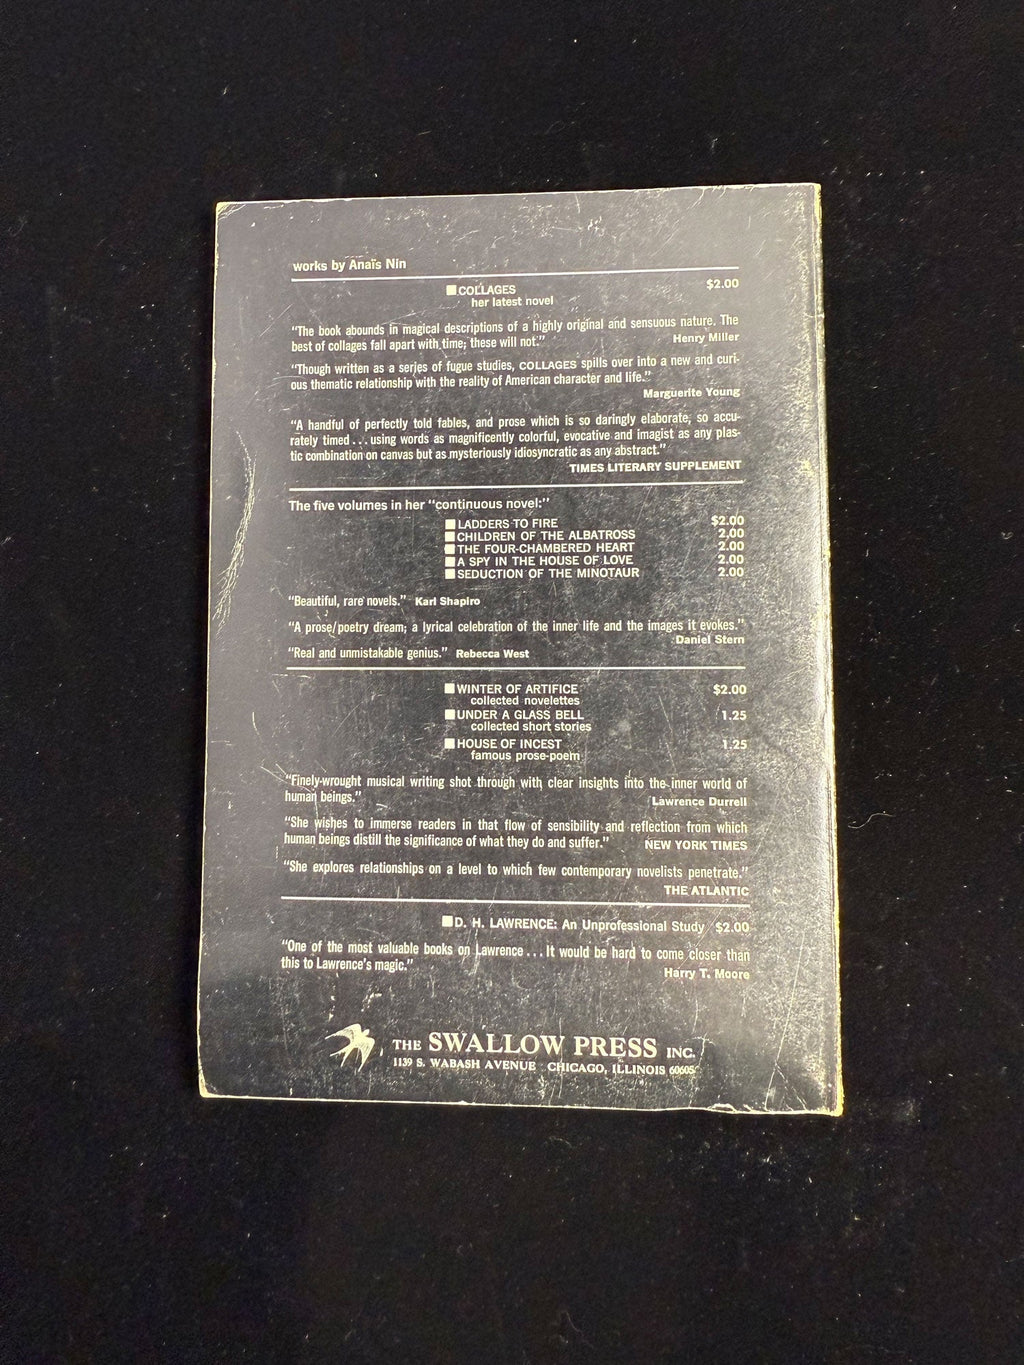 works by Anaïs Nin
■ COLLAGES $2.00
her latest novel
"The book abounds in magical descriptions of a highly original and sensuous nature. The
best of collages fall apart with time; these will not." Henry Miller
"Though written as a series of fugue studies, COLLAGES spills over into a new and curi-
ous thematic relationship with the reality of American character and life."
Marguerite Young
"A handful of perfectly told fables, and prose which is so daringly elaborate, so accu-
rately timed...using words as magnificently colorful, evocative and imagist as any plas-
tic combination on canvas but as mysteriously idiosyncratic as any abstract."
TIMES LITERARY SUPPLEMENT
The five volumes in her "continuous novel:"
■ LADDERS TO FIRE $2.00
■ CHILDREN OF THE ALBATROSS 2.00
■ THE FOUR-CHAMBERED HEART 2.00
■ A SPY IN THE HOUSE OF LOVE 2.00
■ SEDUCTION OF THE MINOTAUR 2.00
"Beautiful, rare novels." Karl Shapiro
"A prose/poetry dream; a lyrical celebration of the inner life and the images it evokes."
Daniel Stern
"Real and unmistakable genius." Rebecca West
■ WINTER OF ARTIFICE $2.00
collected novelettes
■ UNDER A GLASS BELL 1.25
collected short stories
■ HOUSE OF INCEST 1.25
famous prose-poem
"Finely-wrought musical writing shot through with clear insights into the inner world of
human beings." Lawrence Durrell
"She wishes to immerse readers in that flow of sensibility and reflection from which
human beings distill the significance of what they do and suffer." NEW YORK TIMES
"She explores relationships on a level to which few contemporary novelists penetrate."
THE ATLANTIC
■ D. H. LAWRENCE: An Unprofessional Study $2.00
"One of the most valuable books on Lawrence...It would be hard to come closer than
this to Lawrence's magic." Harry T. Moore
THE SWALLOW PRESS INC.
1139 S. WABASH AVENUE CHICAGO, ILLINOIS 60605